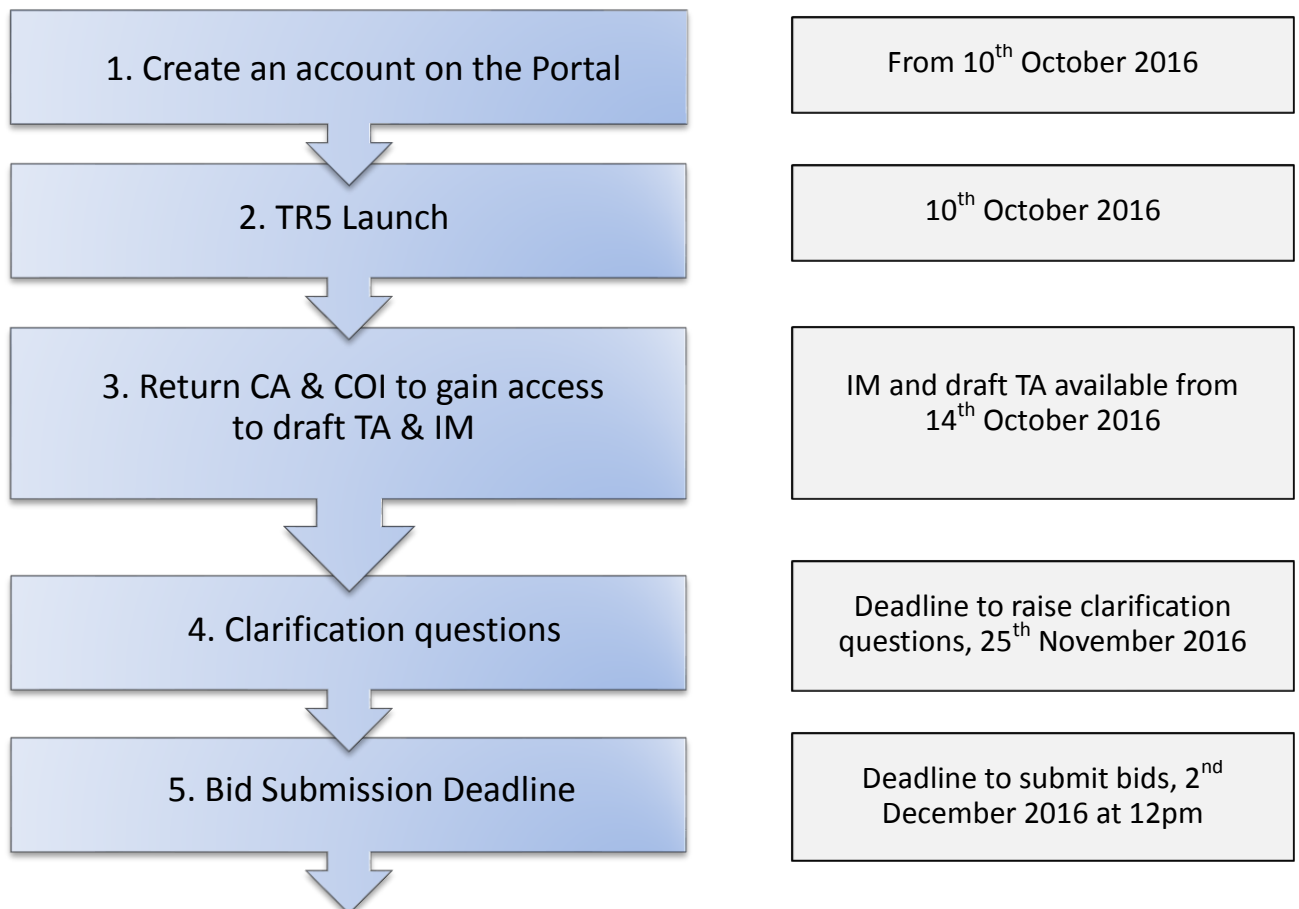 1. Create an account on the Portal
From 10th October 2016
2. TR5 Launch
10th October 2016
3. Return CA & COI to gain access
to draft TA & IM
IM and draft TA available from
14th October 2016
4. Clarification questions
Deadline to raise clarification
questions, 25th November 2016
5. Bid Submission Deadline
Deadline to submit bids, 2nd
December 2016 at 12pm